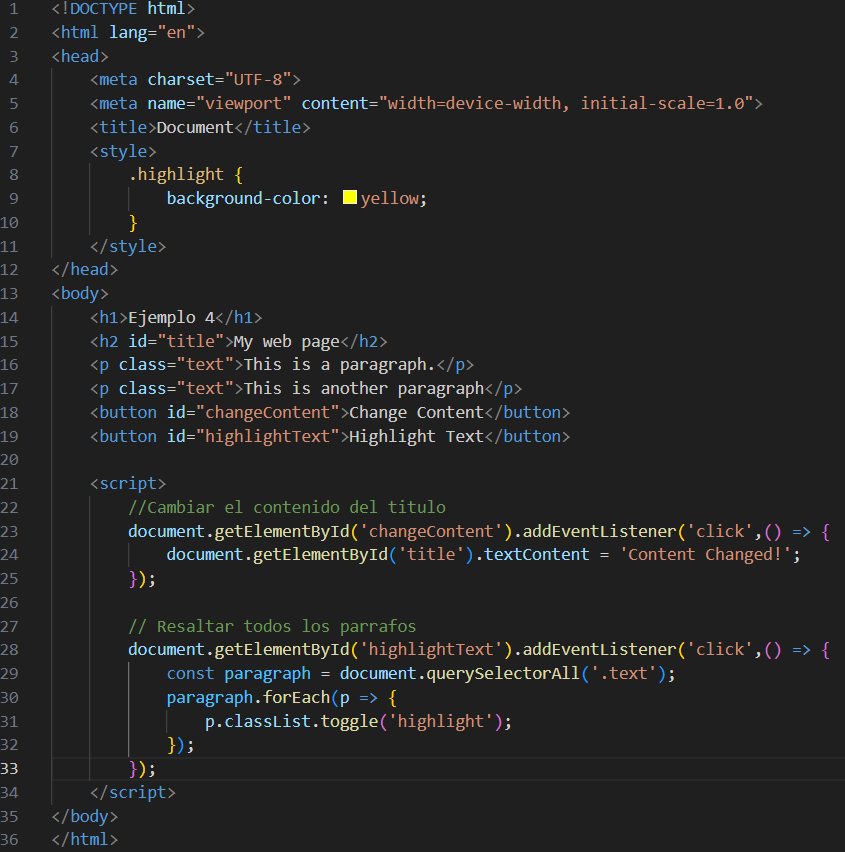 1 <!DOCTYPE html>
2 <html lang="en">
3 <head>
4     <meta charset="UTF-8">
5     <meta name="viewport" content="width=device-width, initial-scale=1.0">
6     <title>Document</title>
7     <style>
8         .highlight {
9             background-color: yellow;
10         }
11     </style>
12 </head>
13 <body>
14     <h1>Ejemplo 4</h1>
15     <h2 id="title">My web page</h2>
16     <p class="text">This is a paragraph.</p>
17     <p class="text">This is another paragraph</p>
18     <button id="changeContent">Change Content</button>
19     <button id="highlightText">Highlight Text</button>
20
21     <script>
22         //Cambiar el contenido del titulo
23         document.getElementById('changeContent').addEventListener('click',() => {
24             document.getElementById('title').textContent = 'Content Changed!';
25         });
26
27         // Resaltar todos los parrafos
28         document.getElementById('highlightText').addEventListener('click',() => {
29             const paragraph = document.querySelectorAll('.text');
30             paragraph.forEach(p => {
31                 p.classList.toggle('highlight');
32             });
33         });
34     </script>
35 </body>
36 </html>